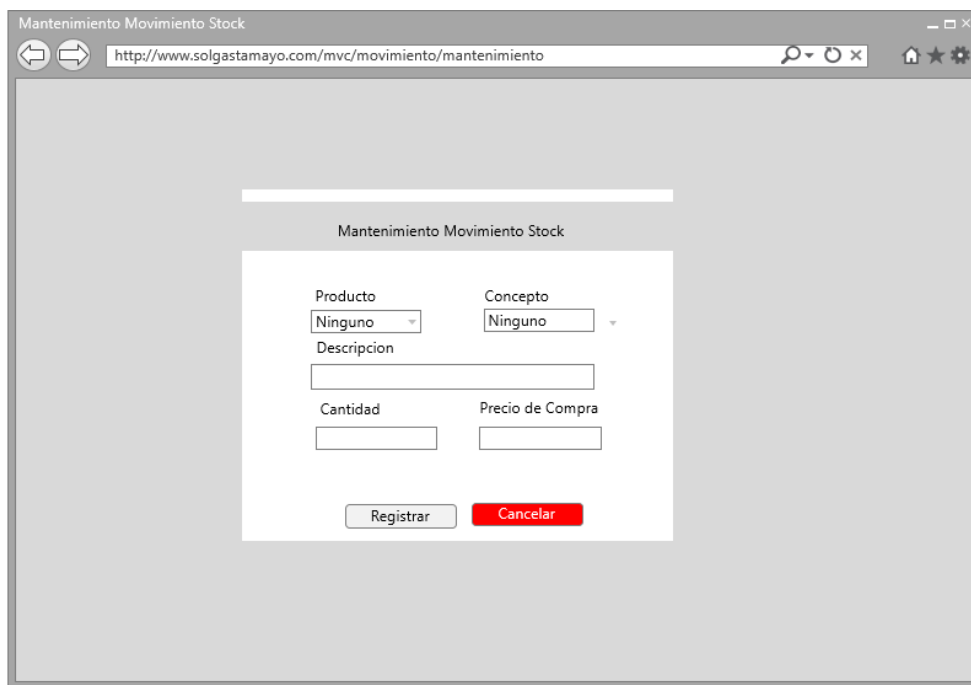 Mantenimiento Movimiento Stock
http://www.solgastamayo.com/mvc/movimiento/mantenimiento
Mantenimiento Movimiento Stock
Producto Concepto
Ninguno Ninguno
Descripcion
Cantidad Precio de Compra
Registrar Cancelar